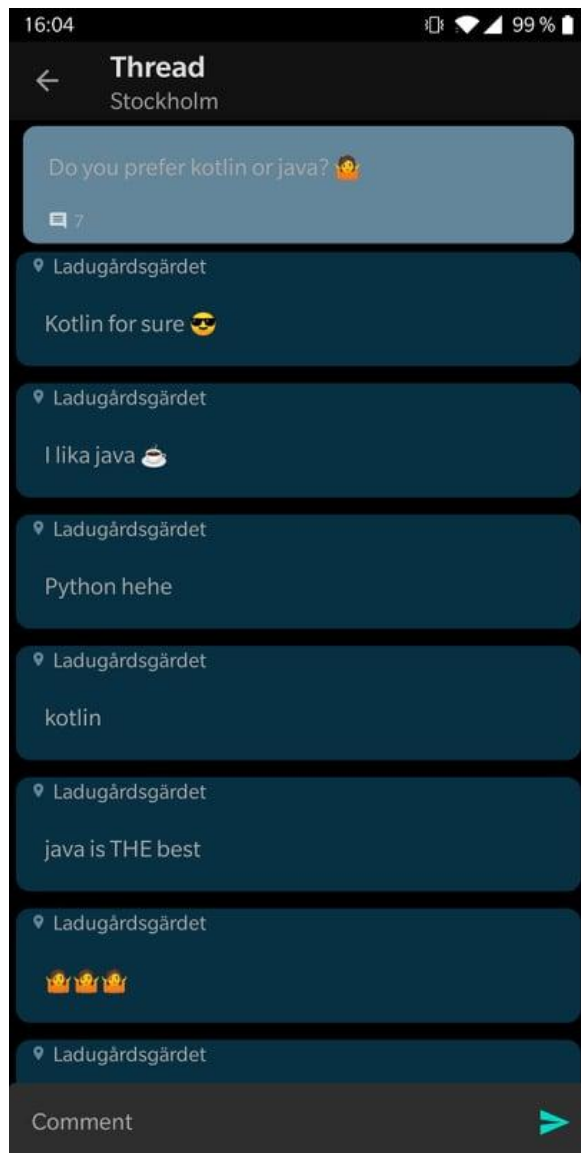 16:04
99 %
Thread
Stockholm
Do you prefer kotlin or java? 🤷
7
Ladugårdsgärdet
Kotlin for sure 😎
Ladugårdsgärdet
I lika java ☕
Ladugårdsgärdet
Python hehe
Ladugårdsgärdet
kotlin
Ladugårdsgärdet
java is THE best
Ladugårdsgärdet
🤷🤷🤷
Ladugårdsgärdet
Comment